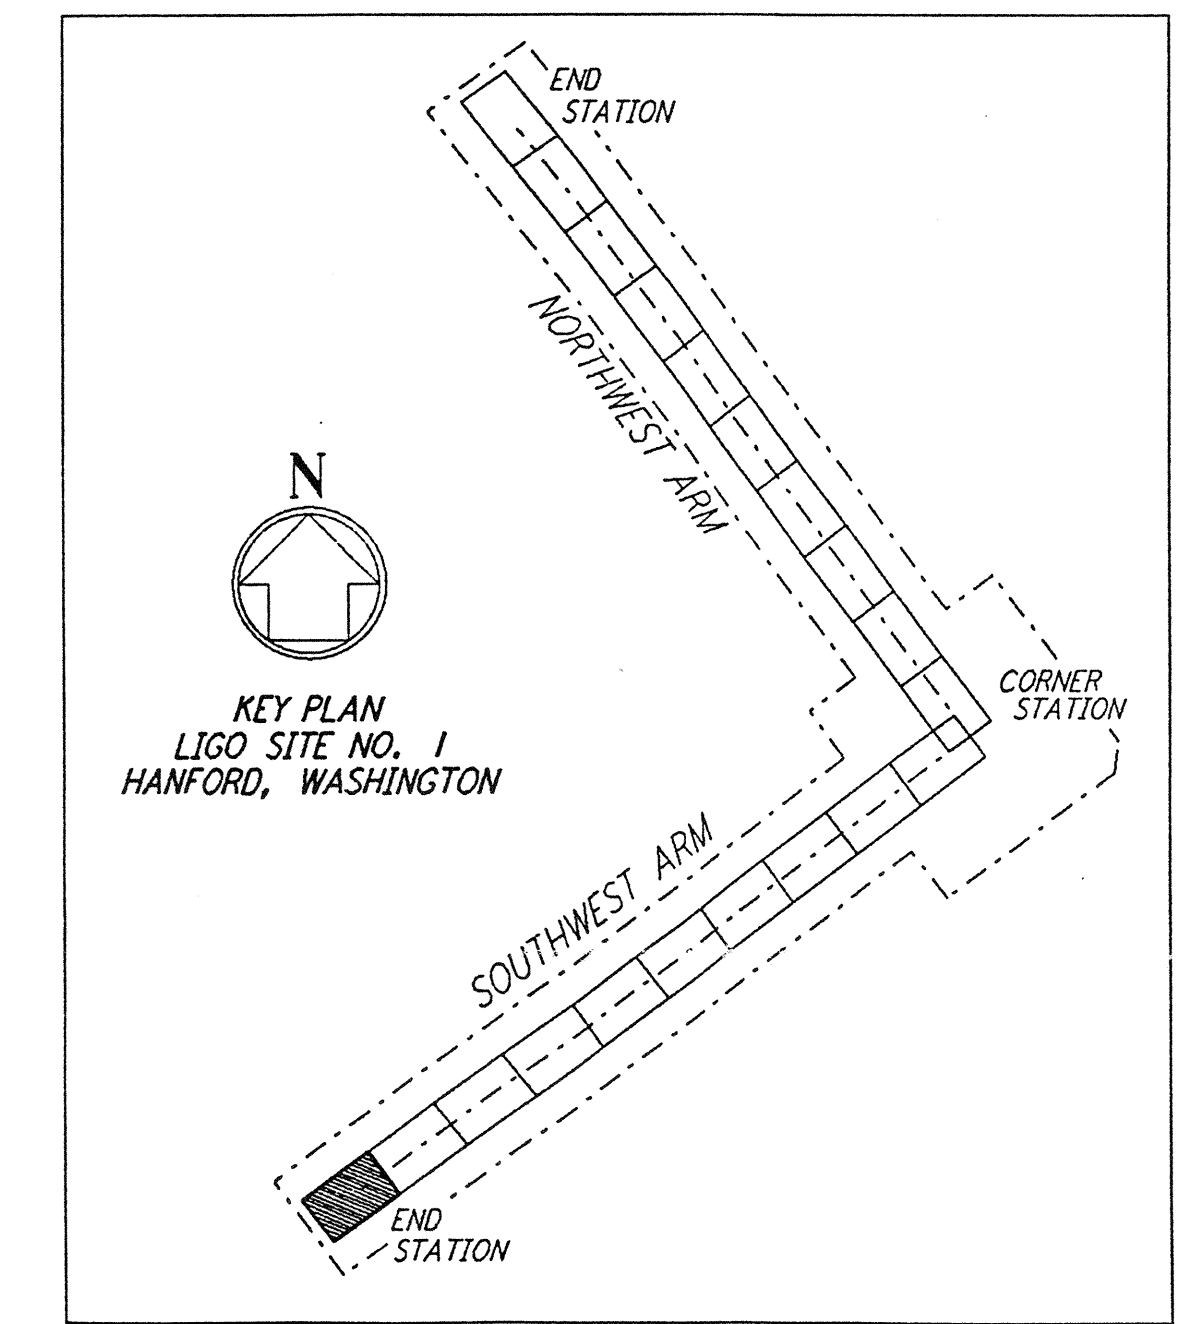 END
STATION
NORTHWEST ARM
N
KEY PLAN
LIGO SITE NO. 1
HANFORD, WASHINGTON
CORNER
STATION
SOUTHWEST ARM
END
STATION